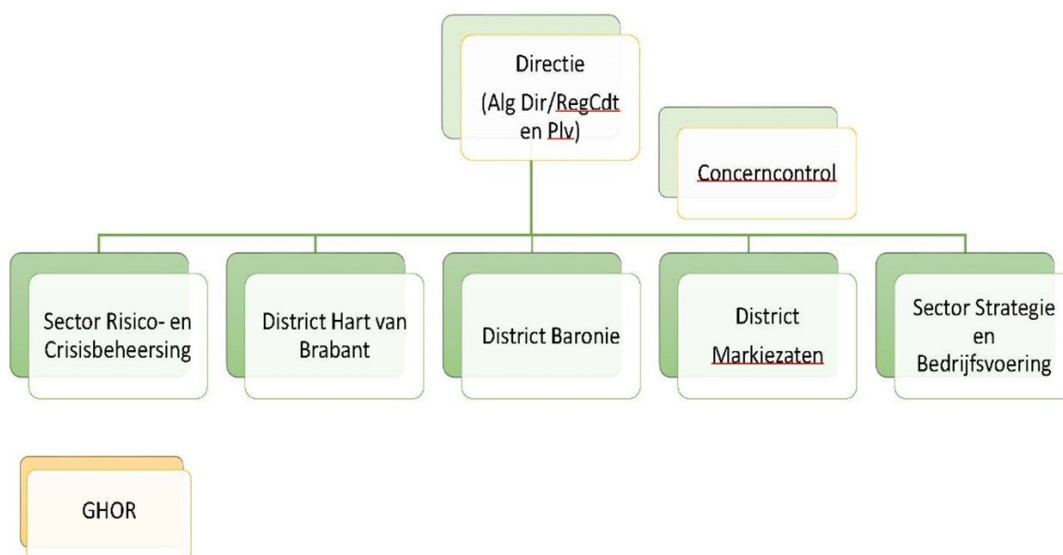 Directie
(Alg Dir/RegCdt
en Plv)
Concerncontrol
Sector Risico- en
Crisisbeheersing
District Hart van
Brabant
District Baronie
District
Markiezaten
Sector Strategie
en
Bedrijfsvoering
GHOR